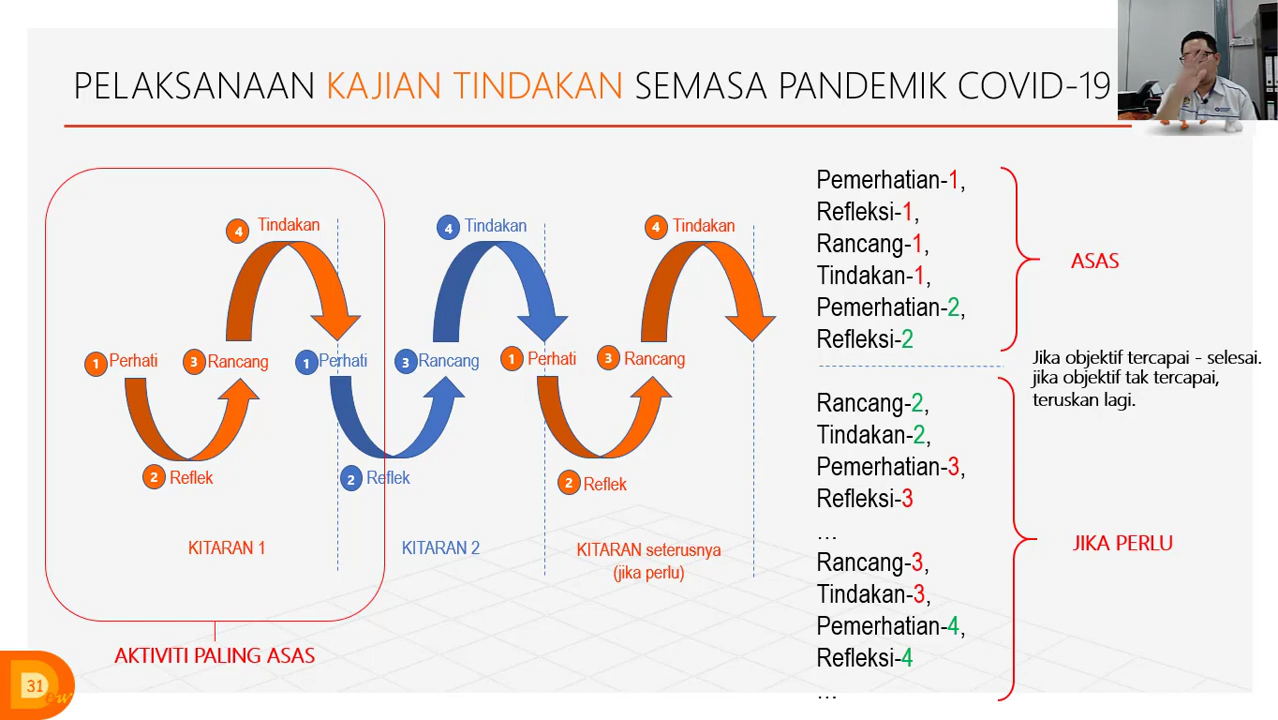 PELAKSANAAN KAJIAN TINDAKAN SEMASA PANDEMIK COVID-19
4 Tindakan
1 Perhati
3 Rancang
2 Reflek
KITARAN 1
4 Tindakan
1 Perhati
3 Rancang
2 Reflek
KITARAN 2
4 Tindakan
1 Perhati
3 Rancang
2 Reflek
KITARAN seterusnya
(jika perlu)
AKTIVITI PALING ASAS
Pemerhatian-1,
Refleksi-1,
Rancang-1,
Tindakan-1,
Pemerhatian-2,
Refleksi-2
ASAS
Jika objektif tercapai - selesai.
jika objektif tak tercapai,
teruskan lagi.
Rancang-2,
Tindakan-2,
Pemerhatian-3,
Refleksi-3
...
Rancang-3,
Tindakan-3,
Pemerhatian-4,
Refleksi-4
...
JIKA PERLU
31